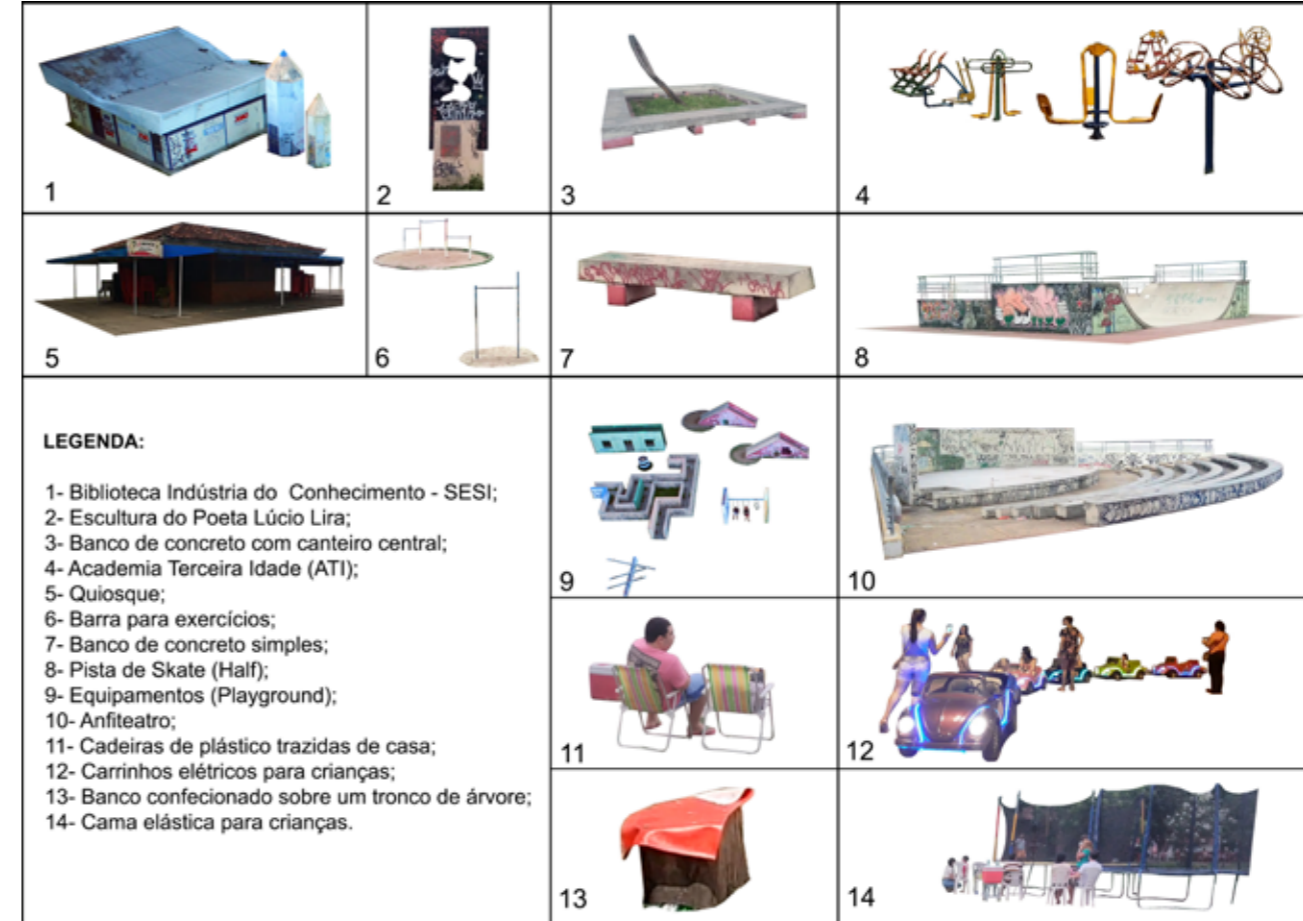 1
2
3
4
5
6
7
8
LEGENDA:
1- Biblioteca Indústria do Conhecimento - SESI;
2- Escultura do Poeta Lúcio Lira;
3- Banco de concreto com canteiro central;
4- Academia Terceira Idade (ATI);
5- Quiosque;
6- Barra para exercícios;
7- Banco de concreto simples;
8- Pista de Skate (Half);
9- Equipamentos (Playground);
10- Anfiteatro;
11- Cadeiras de plástico trazidas de casa;
12- Carrinhos elétricos para crianças;
13- Banco confecionado sobre um tronco de árvore;
14- Cama elástica para crianças.
9
10
11
12
13
14